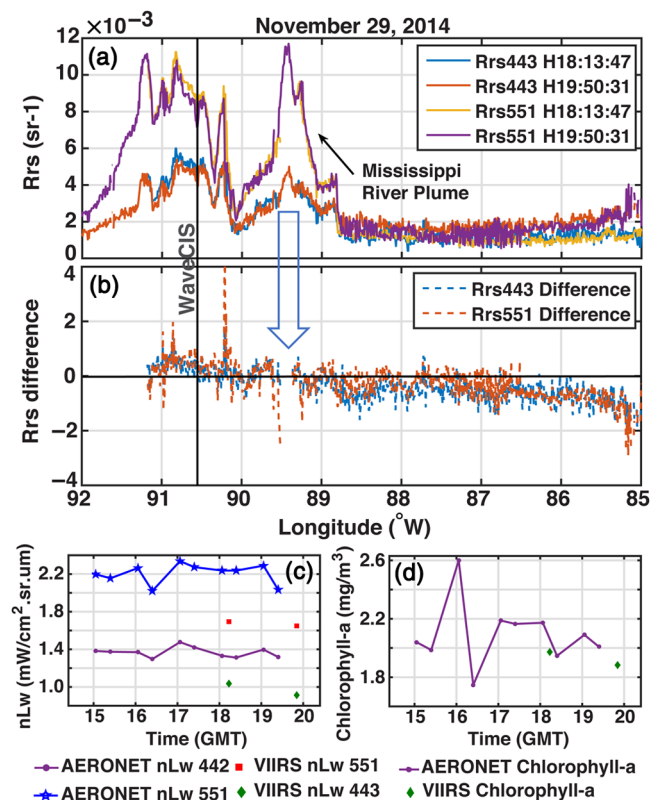 November 29, 2014
×10⁻³
(a)
Rrs443 H18:13:47
Rrs443 H19:50:31
Rrs551 H18:13:47
Rrs551 H19:50:31
Mississippi
River Plume
Rrs (sr-1)
12
10
8
6
4
2
0
WaveCIS
(b)
Rrs443 Difference
Rrs551 Difference
Rrs difference
4
2
0
−2
−4
92 91 90 89 88 87 86 85
Longitude (°W)
(c)
nLw (mW/cm².sr.um)
2.2
1.8
1.4
1.0
15 16 17 18 19 20
Time (GMT)
(d)
Chlorophyll-a (mg/m³)
2.6
2.2
1.8
15 16 17 18 19 20
Time (GMT)
AERONET nLw 442 VIIRS nLw 551 AERONET Chlorophyll-a
AERONET nLw 551 VIIRS nLw 443 VIIRS Chlorophyll-a